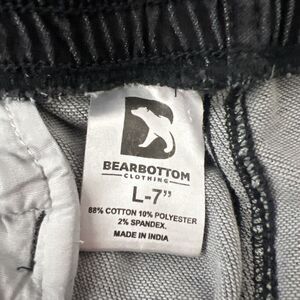 BEARBOTTOM
CLOTHING
L-7"
88% COTTON 10% POLYESTER
2% SPANDEX.
MADE IN INDIA